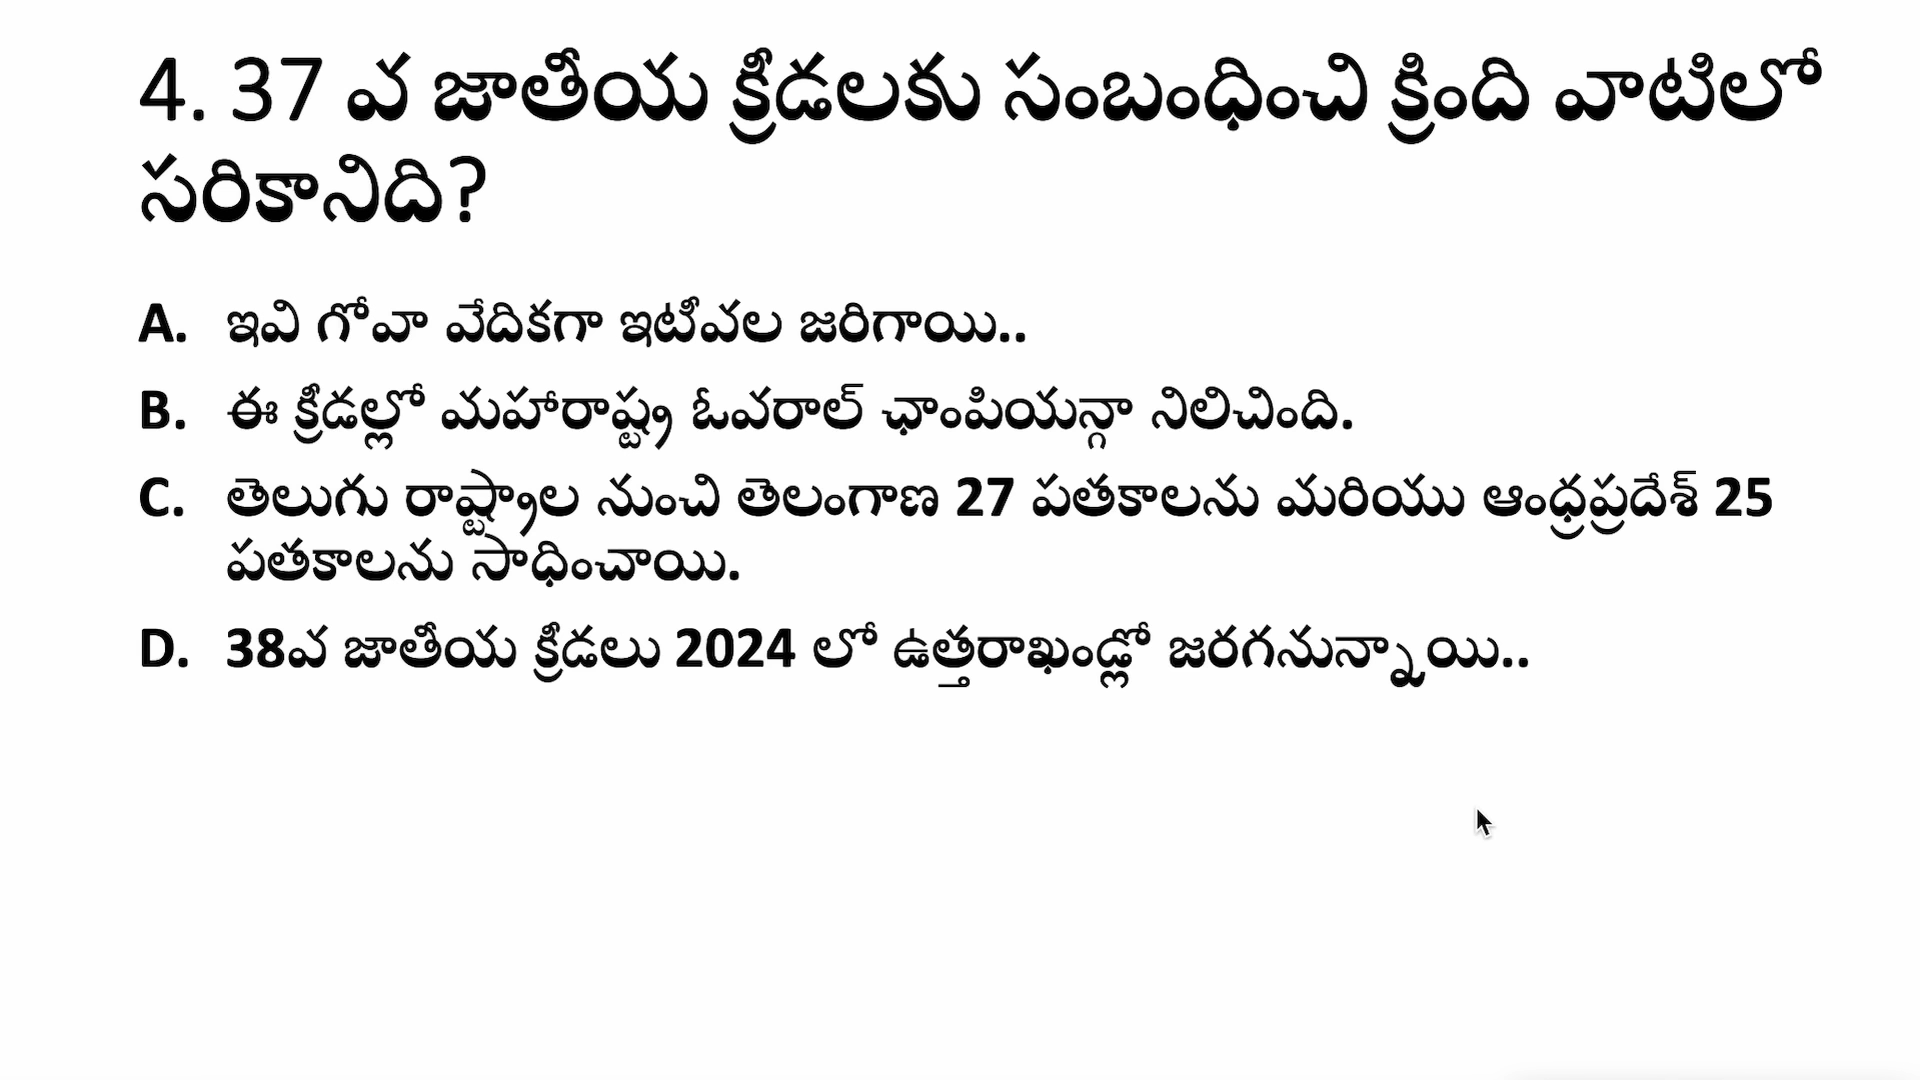 4. 37 వ జాతీయ క్రీడలకు సంబంధించి క్రింది వాటిలో
సరికానిది?
A. ఇవి గోవా వేదికగా ఇటీవల జరిగాయి..
B. ఈ క్రీడల్లో మహారాష్ట్ర ఓవరాల్ ఛాంపియన్గా నిలిచింది.
C. తెలుగు రాష్ట్రాల నుంచి తెలంగాణ 27 పతకాలను మరియు ఆంధ్రప్రదేశ్ 25
పతకాలను సాధించాయి.
D. 38వ జాతీయ క్రీడలు 2024 లో ఉత్తరాఖండ్లో జరగనున్నాయి..